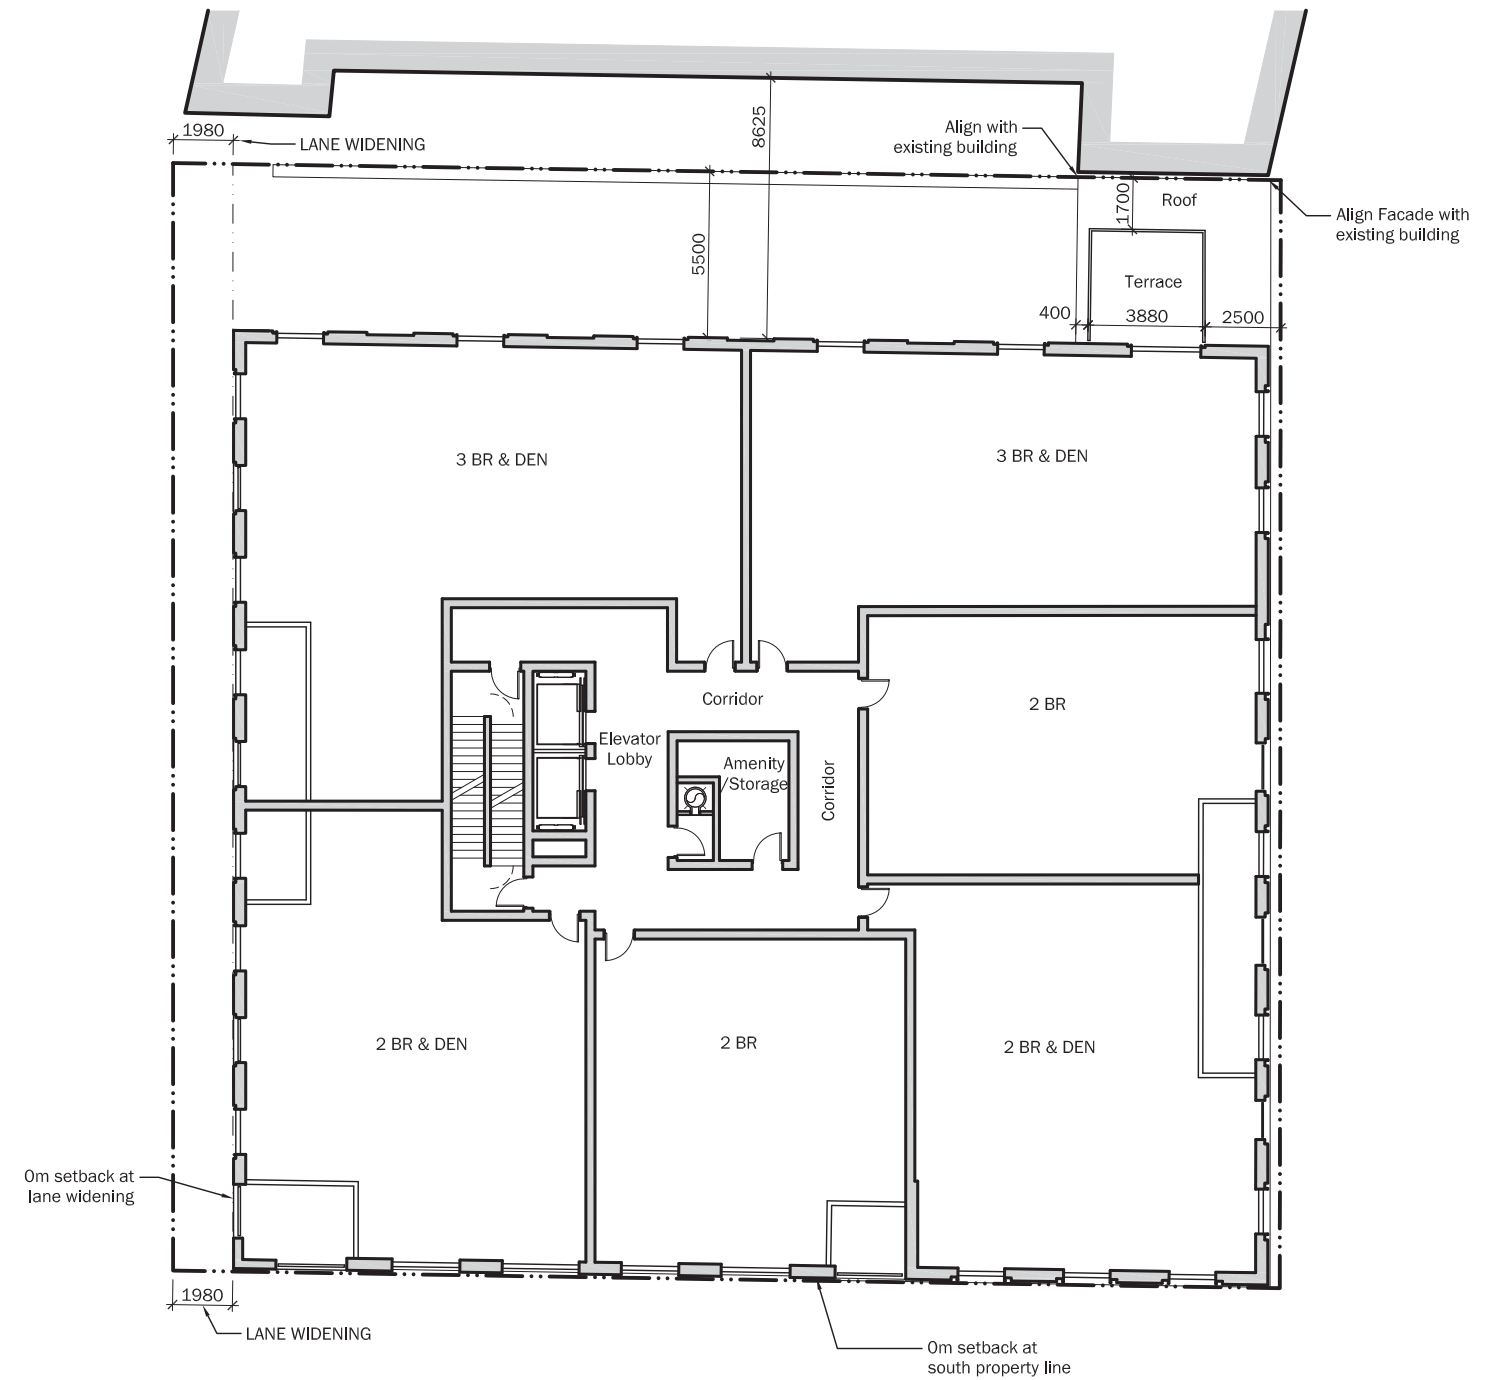 1980
LANE WIDENING
8625
Align with
existing building
1700
Roof
Align Facade with
existing building
5500
Terrace
400
3880
2500
3 BR & DEN
3 BR & DEN
Corridor
2 BR
Elevator
Lobby
Amenity
/Storage
Corridor
2 BR & DEN
2 BR
2 BR & DEN
0m setback at
lane widening
1980
LANE WIDENING
0m setback at
south property line